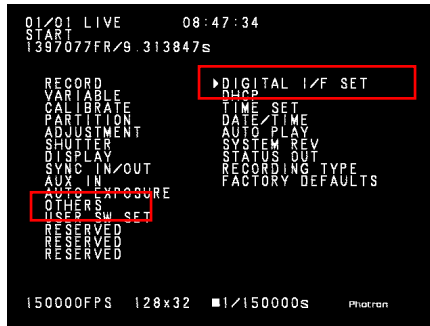 01/01 LIVE 08:47:34
START
1397077FR/9.313847s
RECORD
VARIABLE
CALIBRATE
PARTITION
ADJUSTMENT
SHUTTER
DISPLAY
SYNC IN/OUT
AUX IN
AUTO EXPOSURE
OTHERS
USER SW SET
RESERVED
RESERVED
RESERVED
▶DIGITAL I/F SET
DHCP
TIME SET
DATE/TIME
AUTO PLAY
SYSTEM REV
STATUS OUT
RECORDING TYPE
FACTORY DEFAULTS
150000FPS 128x32 ■1/150000s Photron